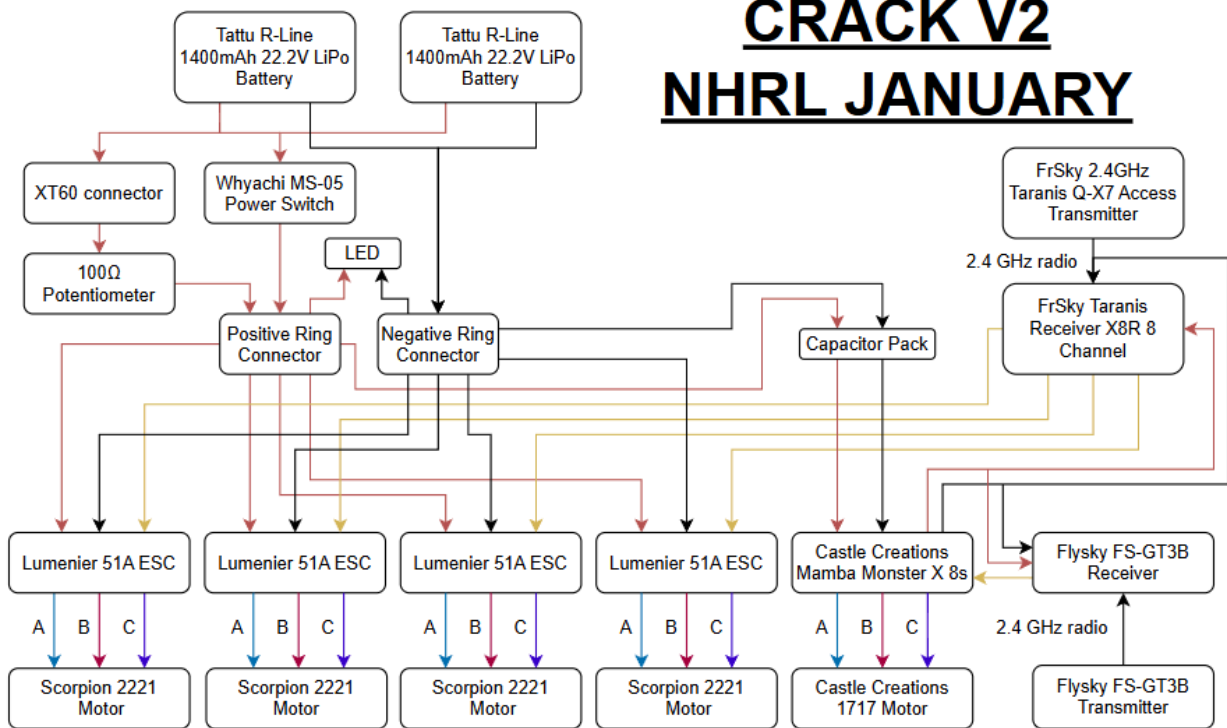 CRACK V2
NHRL JANUARY
Tattu R-Line
1400mAh 22.2V LiPo
Battery
Tattu R-Line
1400mAh 22.2V LiPo
Battery
XT60 connector
Whyachi MS-05
Power Switch
FrSky 2.4GHz
Taranis Q-X7 Access
Transmitter
LED
2.4 GHz radio
100Ω
Potentiometer
Positive Ring
Connector
Negative Ring
Connector
Capacitor Pack
FrSky Taranis
Receiver X8R 8
Channel
Lumenier 51A ESC
Lumenier 51A ESC
Lumenier 51A ESC
Lumenier 51A ESC
Castle Creations
Mamba Monster X 8s
Flysky FS-GT3B
Receiver
A B C
A B C
A B C
A B C
A B C
2.4 GHz radio
Scorpion 2221
Motor
Scorpion 2221
Motor
Scorpion 2221
Motor
Scorpion 2221
Motor
Castle Creations
1717 Motor
Flysky FS-GT3B
Transmitter